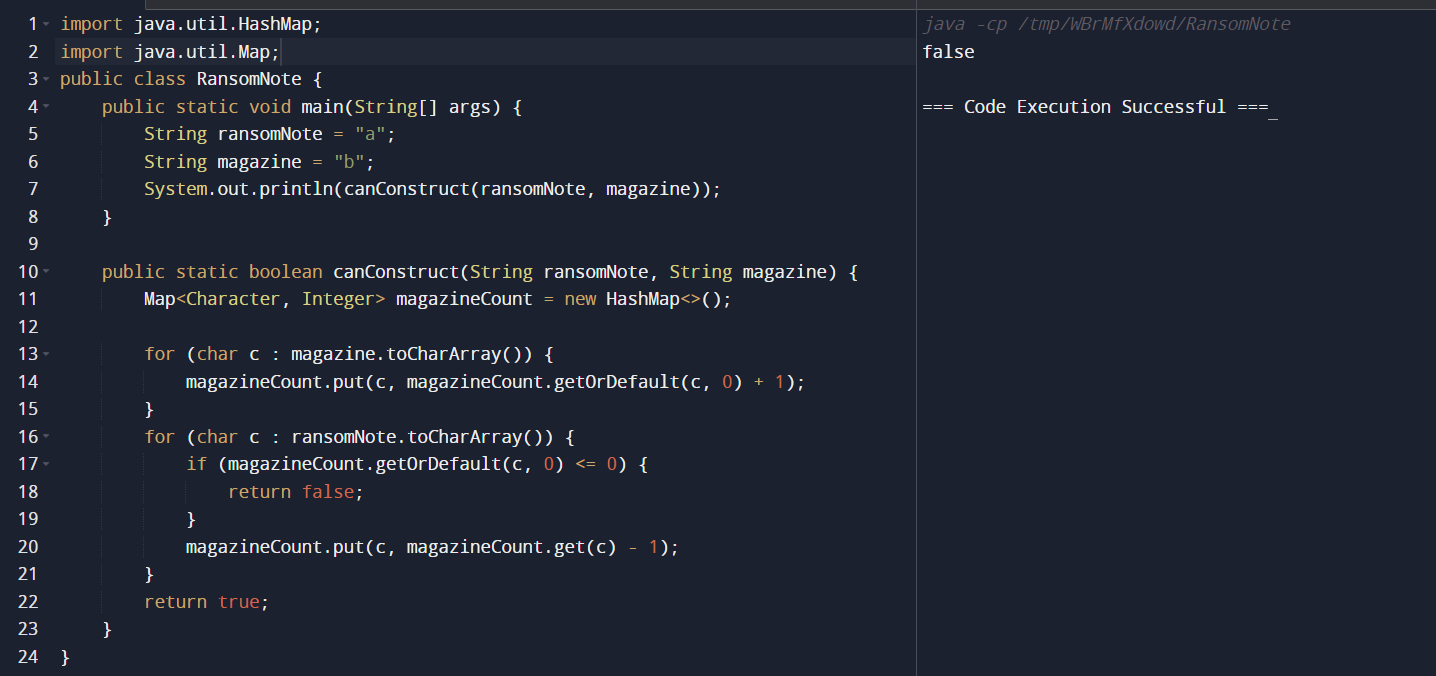 1 import java.util.HashMap;
2 import java.util.Map;
3 public class RansomNote {
4     public static void main(String[] args) {
5         String ransomNote = "a";
6         String magazine = "b";
7         System.out.println(canConstruct(ransomNote, magazine));
8     }
9
10     public static boolean canConstruct(String ransomNote, String magazine) {
11         Map<Character, Integer> magazineCount = new HashMap<>();
12
13         for (char c : magazine.toCharArray()) {
14             magazineCount.put(c, magazineCount.getOrDefault(c, 0) + 1);
15         }
16         for (char c : ransomNote.toCharArray()) {
17             if (magazineCount.getOrDefault(c, 0) <= 0) {
18                 return false;
19             }
20             magazineCount.put(c, magazineCount.get(c) - 1);
21         }
22         return true;
23     }
24 }
java -cp /tmp/WBrMfXdowd/RansomNote
false
=== Code Execution Successful ===